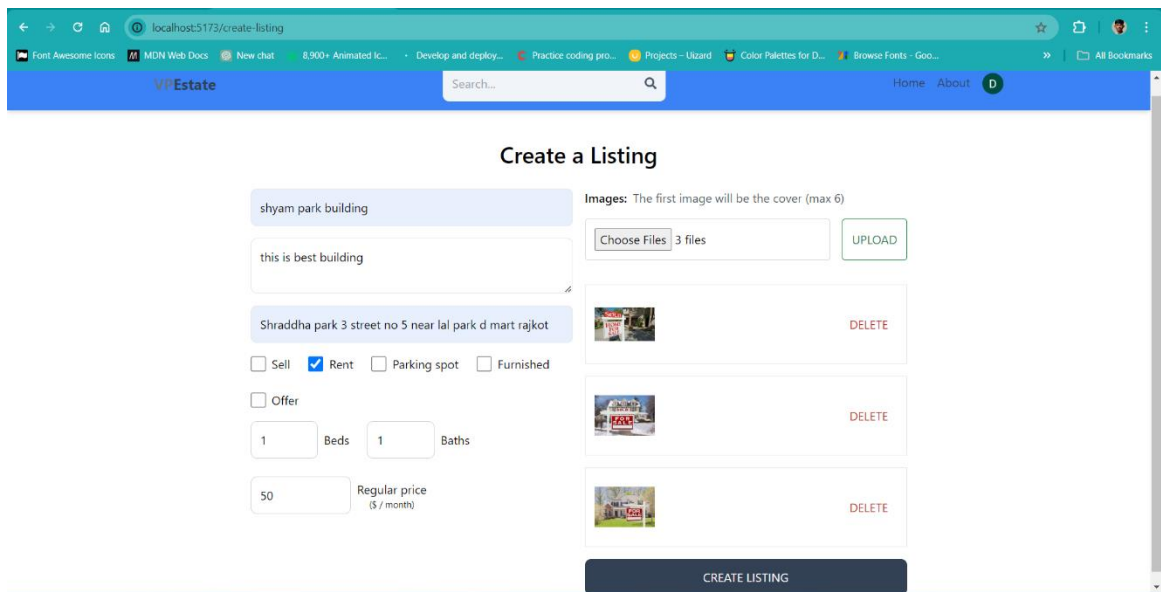 localhost:5173/create-listing
Font Awesome Icons MDN Web Docs New chat 8,900+ Animated Ic... Develop and deploy... Practice coding pro... Projects – Uizard Color Palettes for D... Browse Fonts - Goo... » All Bookmarks
VPEstate Search... Home About D
Create a Listing
shyam park building
this is best building
Shraddha park 3 street no 5 near lal park d mart rajkot
Sell Rent Parking spot Furnished
Offer
1 Beds 1 Baths
50 Regular price
($ / month)
Images: The first image will be the cover (max 6)
Choose Files 3 files UPLOAD
DELETE
FOR
SALE
DELETE
DELETE
CREATE LISTING